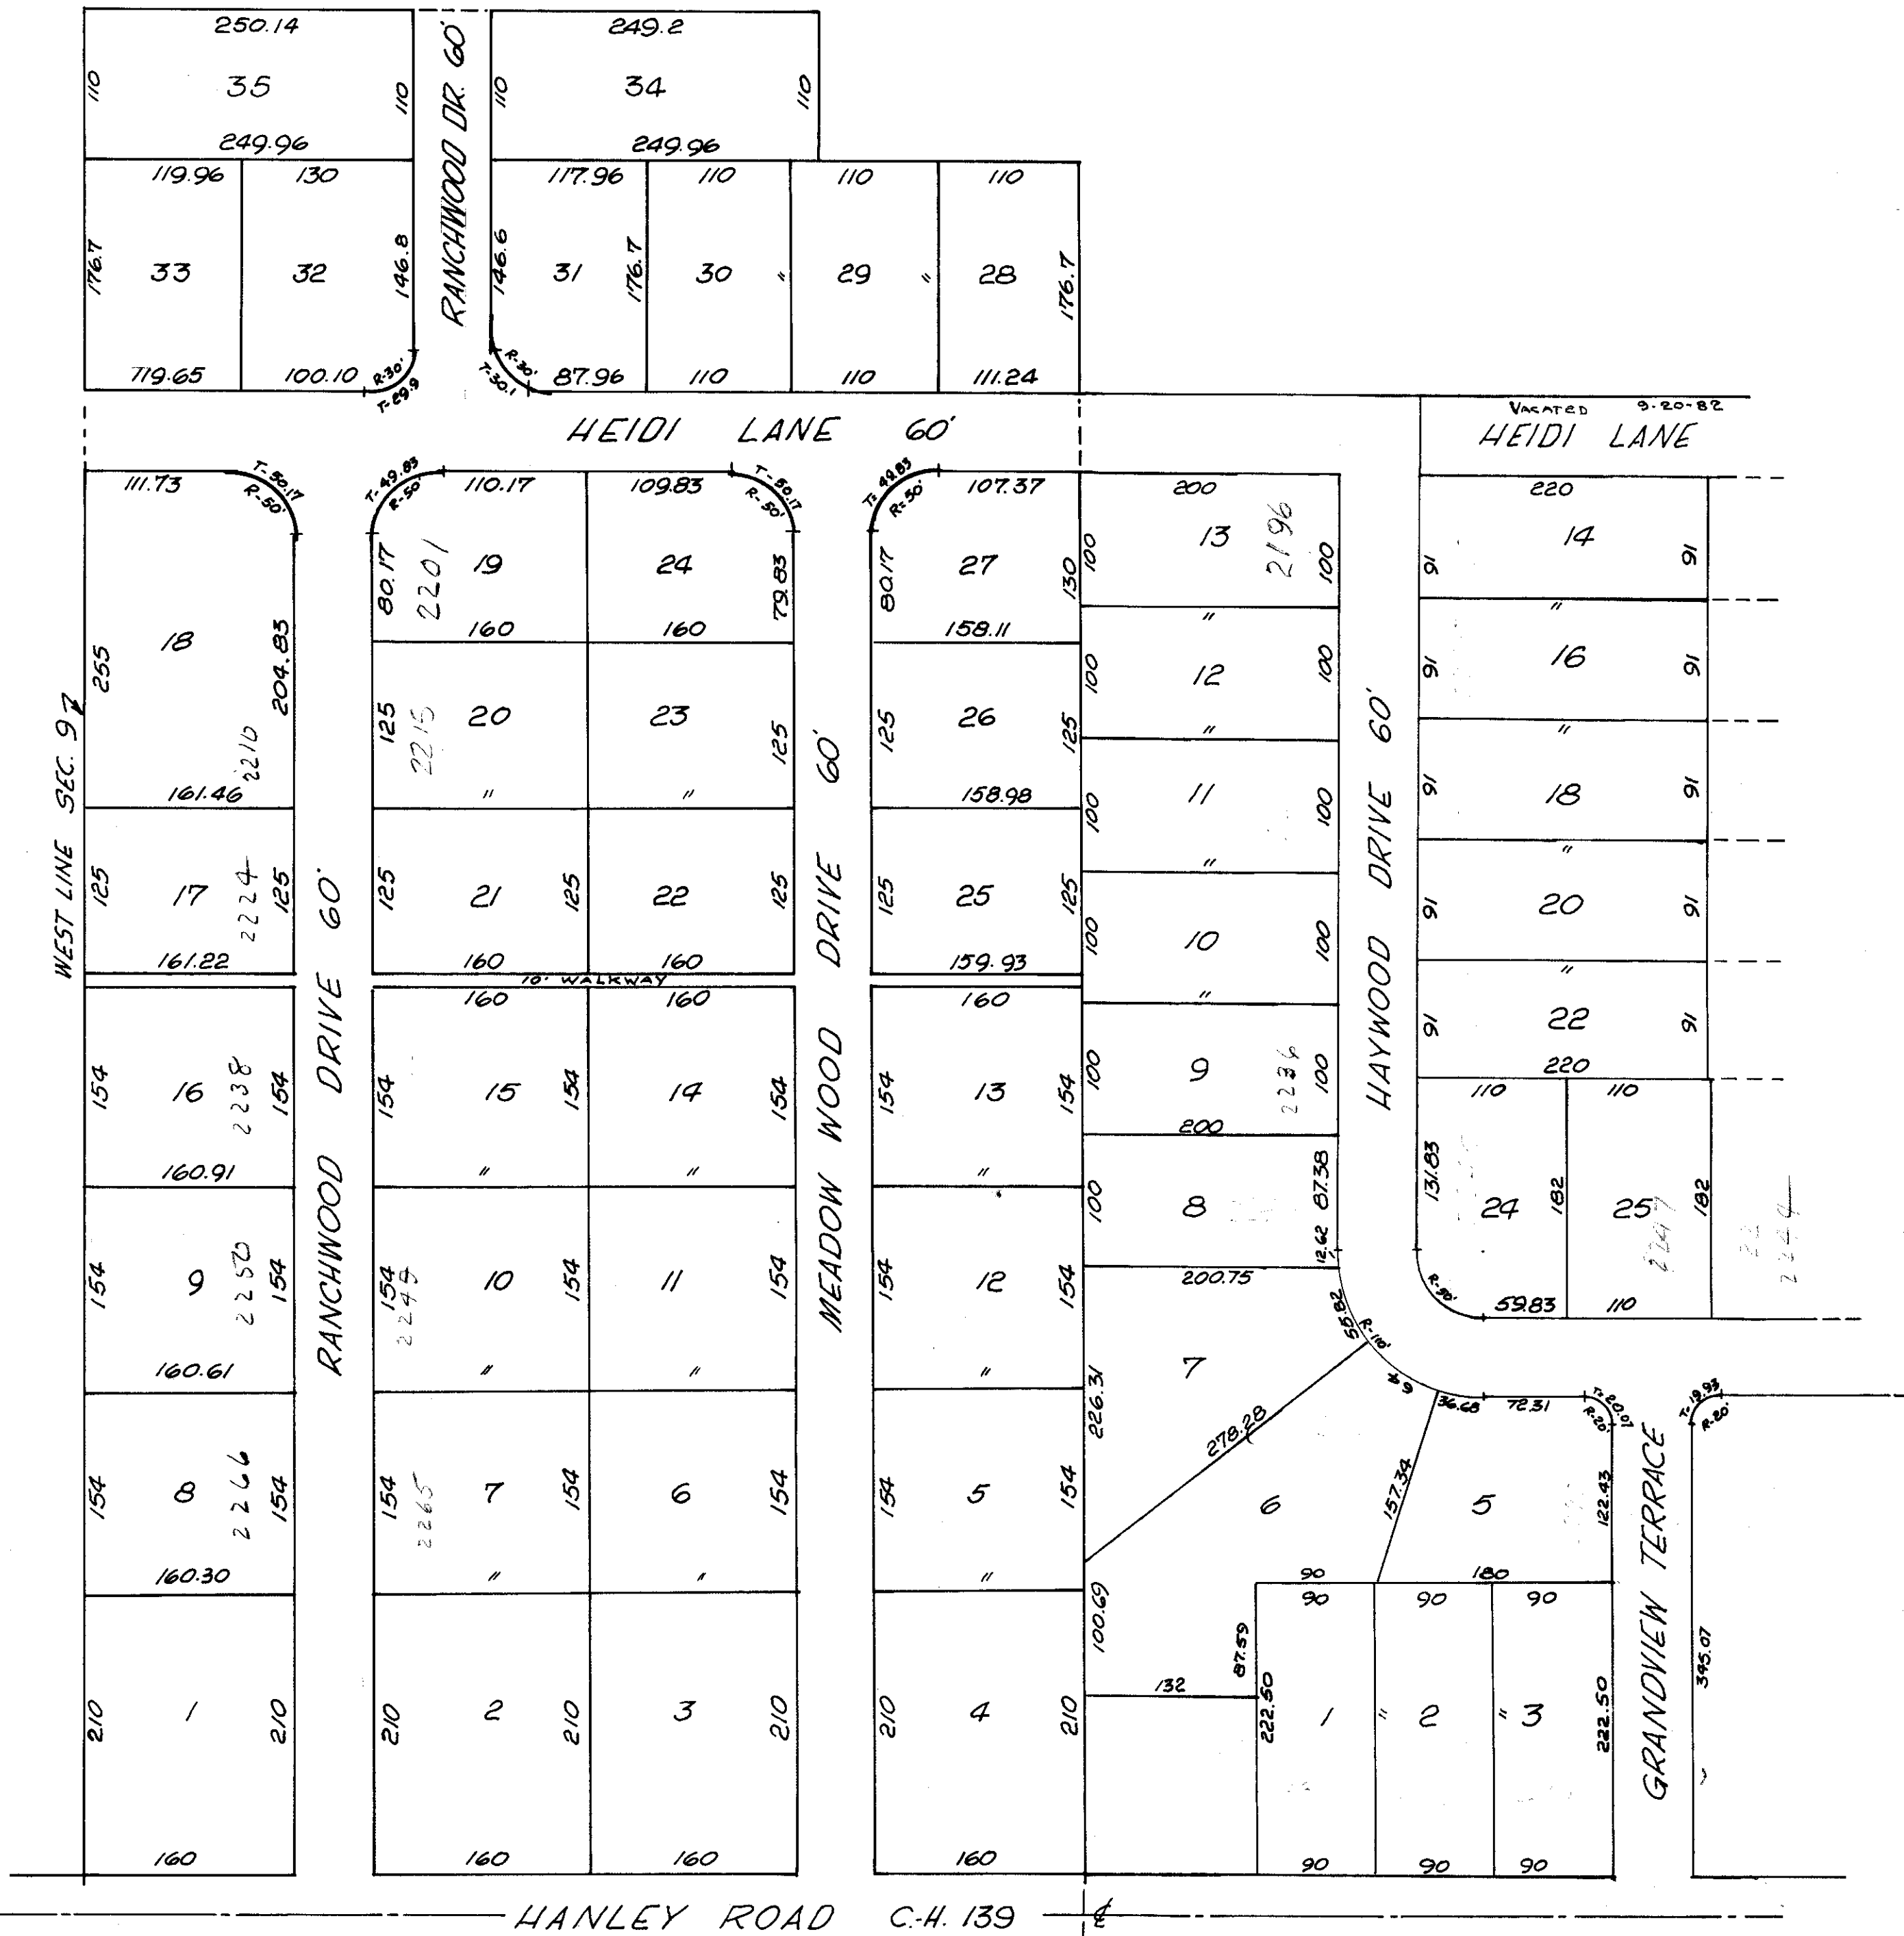 250.14
110 35 110
249.96
RANCHWOOD DR. 60'
249.2
110 34 110
249.96
119.96 130
176.7 33 32 146.8
119.65 100.10 R-30'
T-29.9
117.96 110 110 110
146.6 31 176.7 30 " 29 " 28 176.7
R-30'
T-30.1 87.96 110 110 111.24
HEIDI LANE 60'
VACATED 9-20-82
HEIDI LANE
WEST LINE SEC. 9
111.73 T-50.17
R-50'
255 18 204.83
2210
161.46
125 17 2224 125
161.22
154 16 2238 154
160.91
154 9 2250 154
160.61
154 8 2266 154
160.30
210 1 210
160
RANCHWOOD DRIVE 60'
T-49.83
R-50'
110.17 109.83 T-50.17
R-50'
80.17 2201 19 24 79.83
160 160
125 2215 20 23 125
" "
125 21 125 22 125
160 160
10' WALKWAY
160 160
154 15 154 14 154
" "
154 2249 10 154 11 154
" "
154 2265 7 154 6 154
" "
210 2 210 3 210
160 160
MEADOW WOOD DRIVE 60'
T=49.83
R=50'
107.37
80.17 27 130
158.11
125 26 125
158.98
125 25 125
159.93
160
154 13 154
"
154 12 154
"
154 5 154
"
210 4 210
160
200
100 13 2196 100
"
100 12 100
"
100 11 100
"
100 10 100
"
100 9 2236 100
200
100 8 87.38
12.62
200.75
7 55.82
R-110'
226.31
278.28
36.68 72.31 T=20.07
R-20'
6 157.34 5 122.43
90 180
100.69
87.59
132
90 90 90
222.50 1 " 2 " 3 222.50
90 90 90
HAYWOOD DRIVE 60'
220
91 14 91
"
91 16 91
"
91 18 91
"
91 20 91
"
91 22 91
220
110 110
131.83 24 182 25 182
2247
22
2244
R-50'
59.83 110
T=19.93
R-20'
GRANDVIEW TERRACE
345.07
HANLEY ROAD C.H. 139